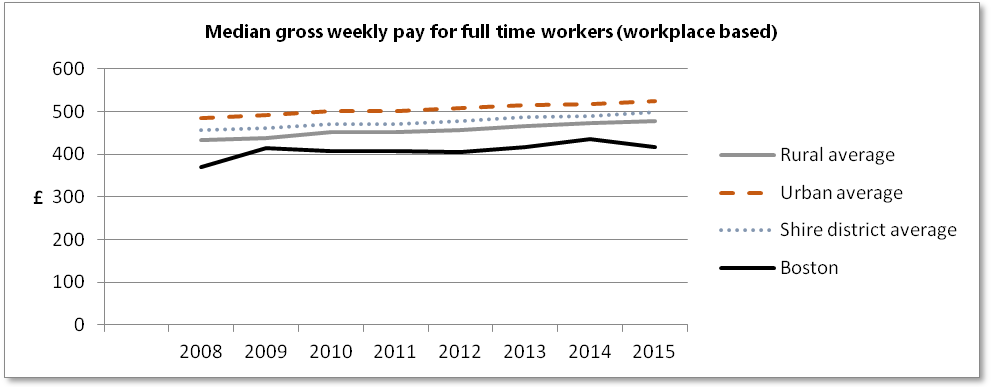 Median gross weekly pay for full time workers (workplace based)
600
500
400
300
200
100
0
£
2008 2009 2010 2011 2012 2013 2014 2015
Rural average
Urban average
Shire district average
Boston